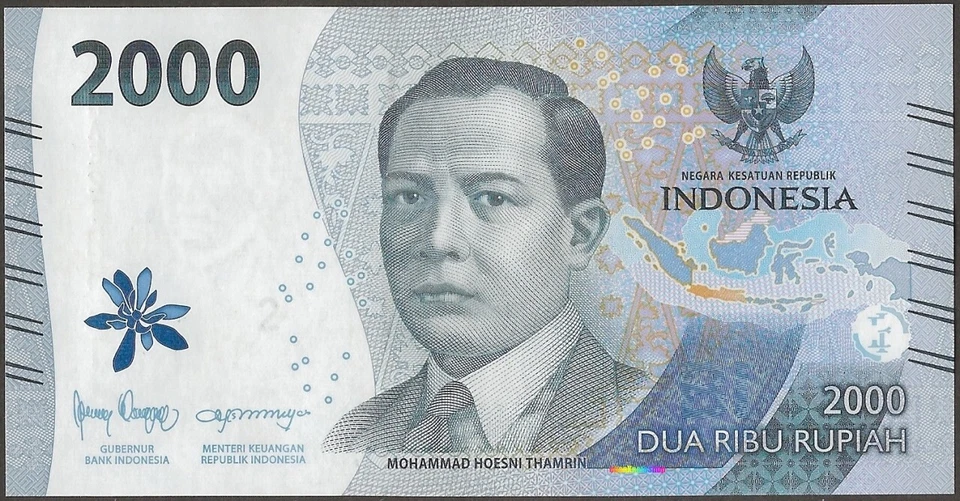 2000
NEGARA KESATUAN REPUBLIK
INDONESIA
GUBERNUR
BANK INDONESIA
MENTERI KEUANGAN
REPUBLIK INDONESIA
MOHAMMAD HOESNI THAMRIN
2000
DUA RIBU RUPIAH